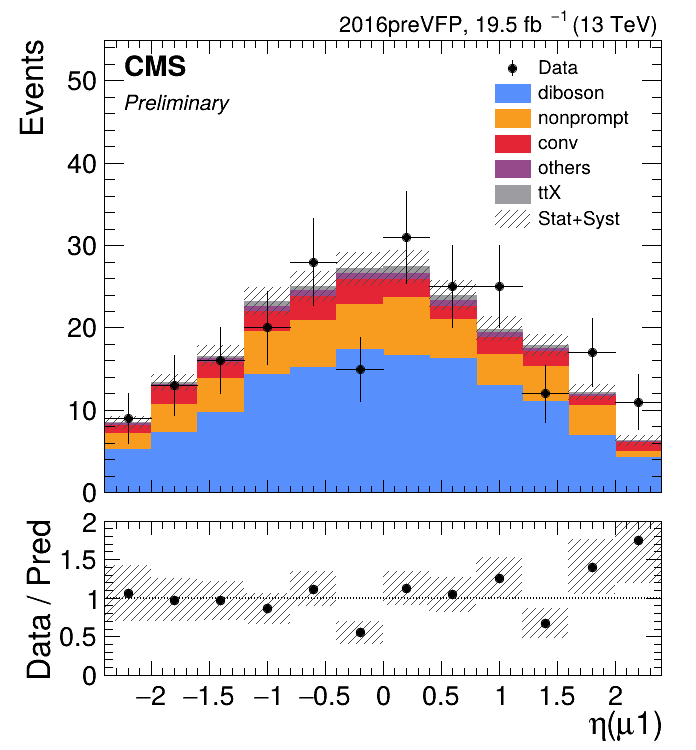 2016preVFP, 19.5 fb⁻¹ (13 TeV)
CMS
Preliminary
Events
50
40
30
20
10
0
Data
diboson
nonprompt
conv
others
ttX
Stat+Syst
Data / Pred
2
1.5
1
0.5
0
−2 −1.5 −1 −0.5 0 0.5 1 1.5 2
η(μ1)